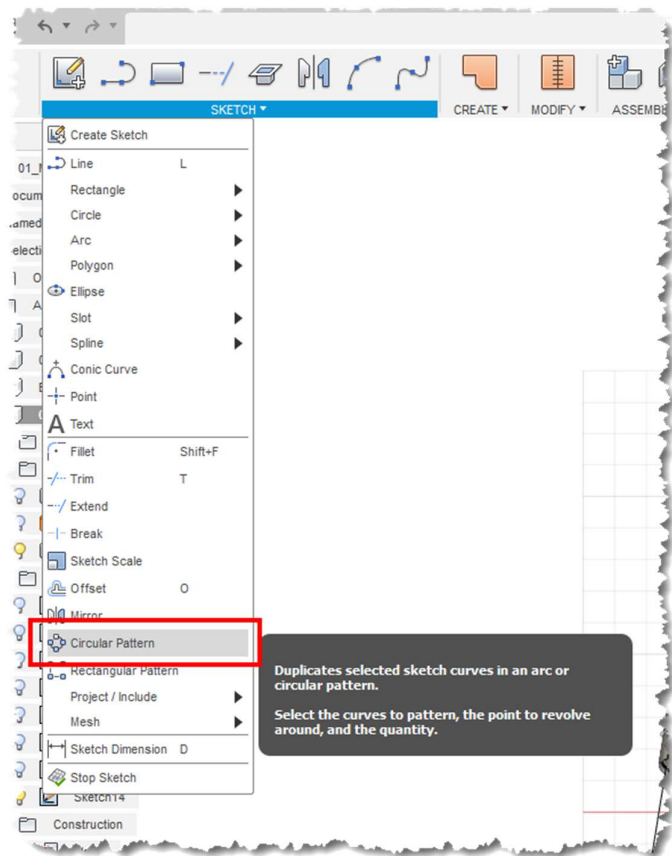 SKETCH ▾
CREATE ▾
MODIFY ▾
ASSEMBE
Create Sketch
01_
Line L
ocum
Rectangle
Circle
amed
Arc
electi
Polygon
O
Ellipse
A
Slot
Spline
Conic Curve
Point
A Text
Fillet Shift+F
Trim T
Extend
Break
Sketch Scale
Offset O
Mirror
Circular Pattern
Rectangular Pattern
Duplicates selected sketch curves in an arc or
circular pattern.
Project / Include
Select the curves to pattern, the point to revolve
around, and the quantity.
Mesh
Sketch Dimension D
Stop Sketch
Sketch14
Construction